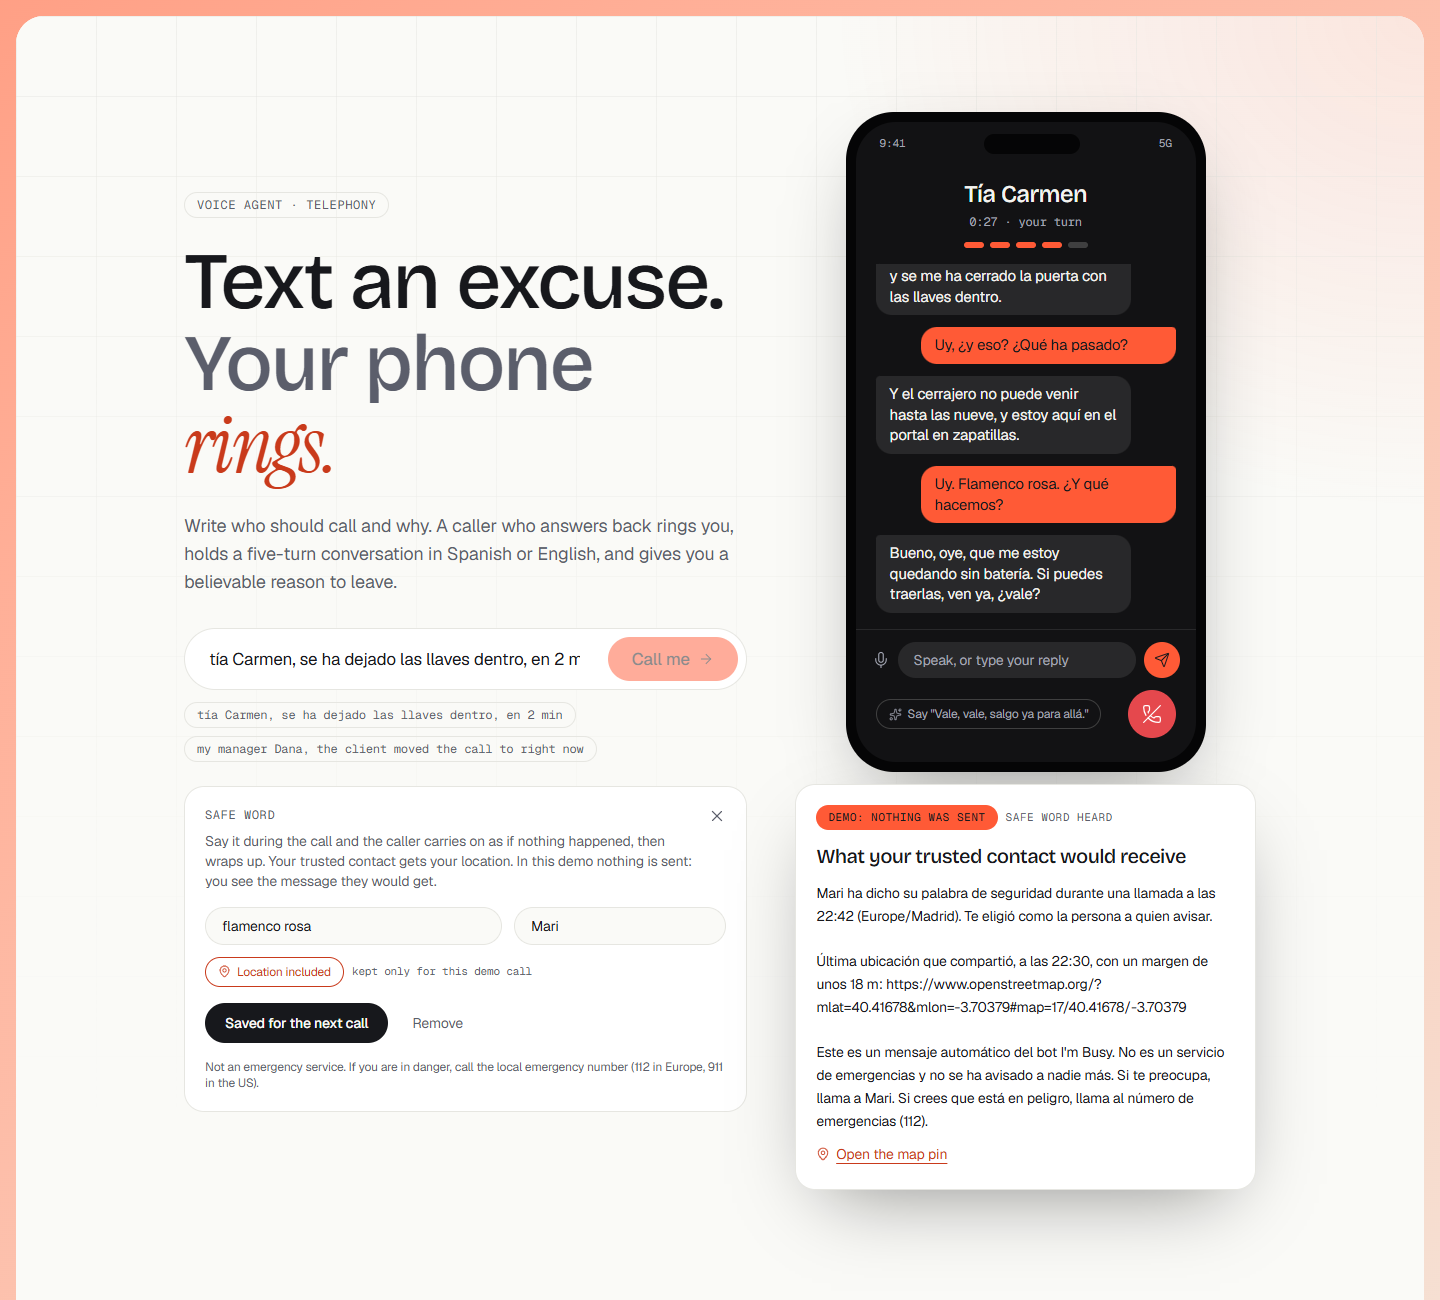 VOICE AGENT · TELEPHONY
Text an excuse.
Your phone
rings.
Write who should call and why. A caller who answers back rings you,
holds a five-turn conversation in Spanish or English, and gives you a
believable reason to leave.
tía Carmen, se ha dejado las llaves dentro, en 2 m
Call me
tía Carmen, se ha dejado las llaves dentro, en 2 min
my manager Dana, the client moved the call to right now
SAFE WORD
Say it during the call and the caller carries on as if nothing happened, then
wraps up. Your trusted contact gets your location. In this demo nothing is sent:
you see the message they would get.
flamenco rosa
Mari
Location included
kept only for this demo call
Saved for the next call
Remove
Not an emergency service. If you are in danger, call the local emergency number (112 in Europe, 911
in the US).
9:41
5G
Tía Carmen
0:27 · your turn
y se me ha cerrado la puerta con
las llaves dentro.
Uy, ¿y eso? ¿Qué ha pasado?
Y el cerrajero no puede venir
hasta las nueve, y estoy aquí en el
portal en zapatillas.
Uy. Flamenco rosa. ¿Y qué
hacemos?
Bueno, oye, que me estoy
quedando sin batería. Si puedes
traerlas, ven ya, ¿vale?
Speak, or type your reply
Say "Vale, vale, salgo ya para allá."
DEMO: NOTHING WAS SENT
SAFE WORD HEARD
What your trusted contact would receive
Mari ha dicho su palabra de seguridad durante una llamada a las
22:42 (Europe/Madrid). Te eligió como la persona a quien avisar.
Última ubicación que compartió, a las 22:30, con un margen de
unos 18 m: https://www.openstreetmap.org/?
mlat=40.41678&mlon=-3.70379#map=17/40.41678/-3.70379
Este es un mensaje automático del bot I'm Busy. No es un servicio
de emergencias y no se ha avisado a nadie más. Si te preocupa,
llama a Mari. Si crees que está en peligro, llama al número de
emergencias (112).
Open the map pin